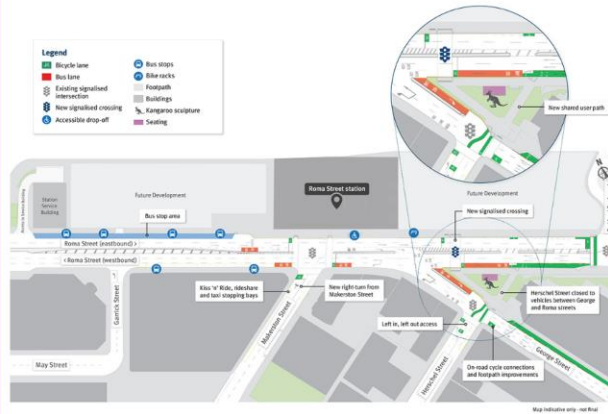 Legend
Bicycle lane
Bus lane
Existing signalised
intersection
New signalised crossing
Accessible drop-off
Bus stops
Bike racks
Footpath
Buildings
Kangaroo sculpture
Seating
New shared user path
Station
Service
Building
Future Development
Bus stop area
Roma Street station
Future Development
New signalised crossing
Roma Street (eastbound) >
< Roma Street (westbound)
Kiss 'n' Ride, rideshare
and taxi stopping bays
New right-turn from
Makerston Street
Herschel Street closed to
vehicles between George
and Roma streets
Left in, left out access
On-road cycle connections
and footpath improvements
Garrick Street
May Street
Makerston Street
Herschel Street
George Street
N
Map indicative only - not final